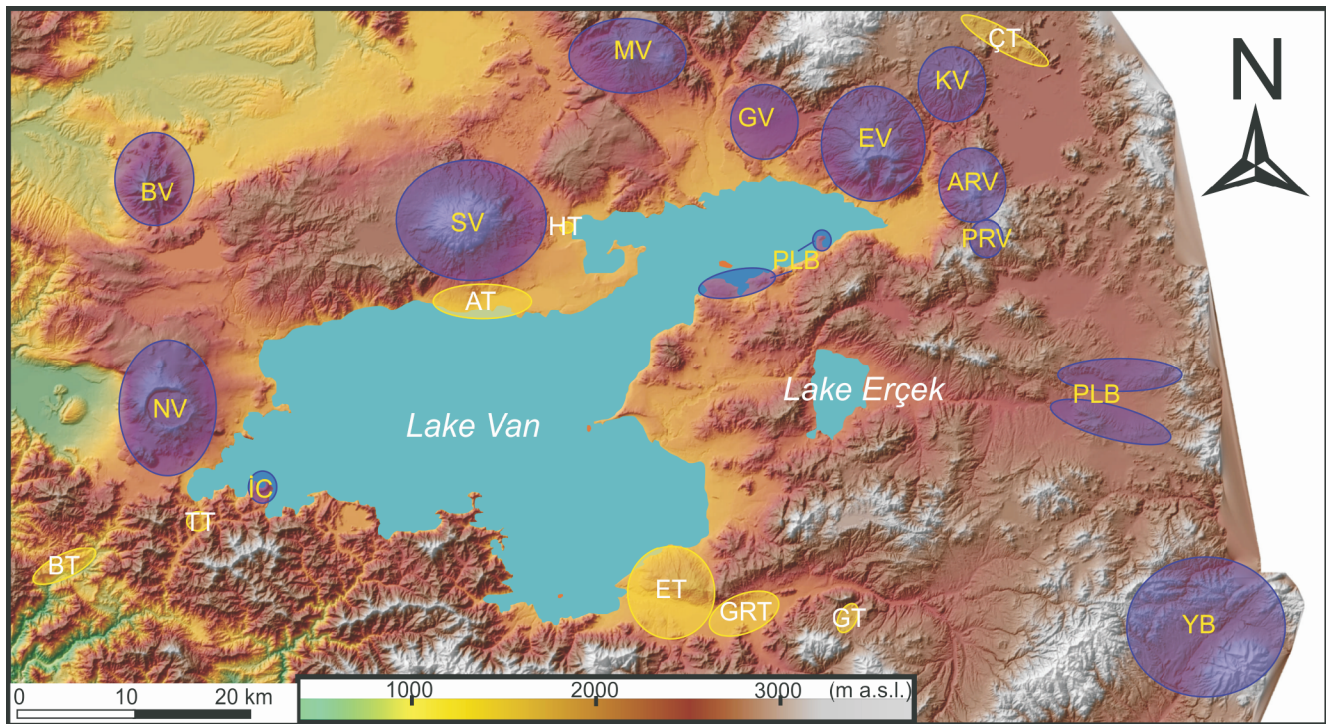 MV
ÇT
N
KV
GV
EV
BV
ARV
SV
HT
PRV
PLB
AT
Lake Erçek
PLB
NV
Lake Van
İC
TT
BT
ET
GRT
GT
YB
0 10 20 km
1000 2000 3000 (m a.s.l.)